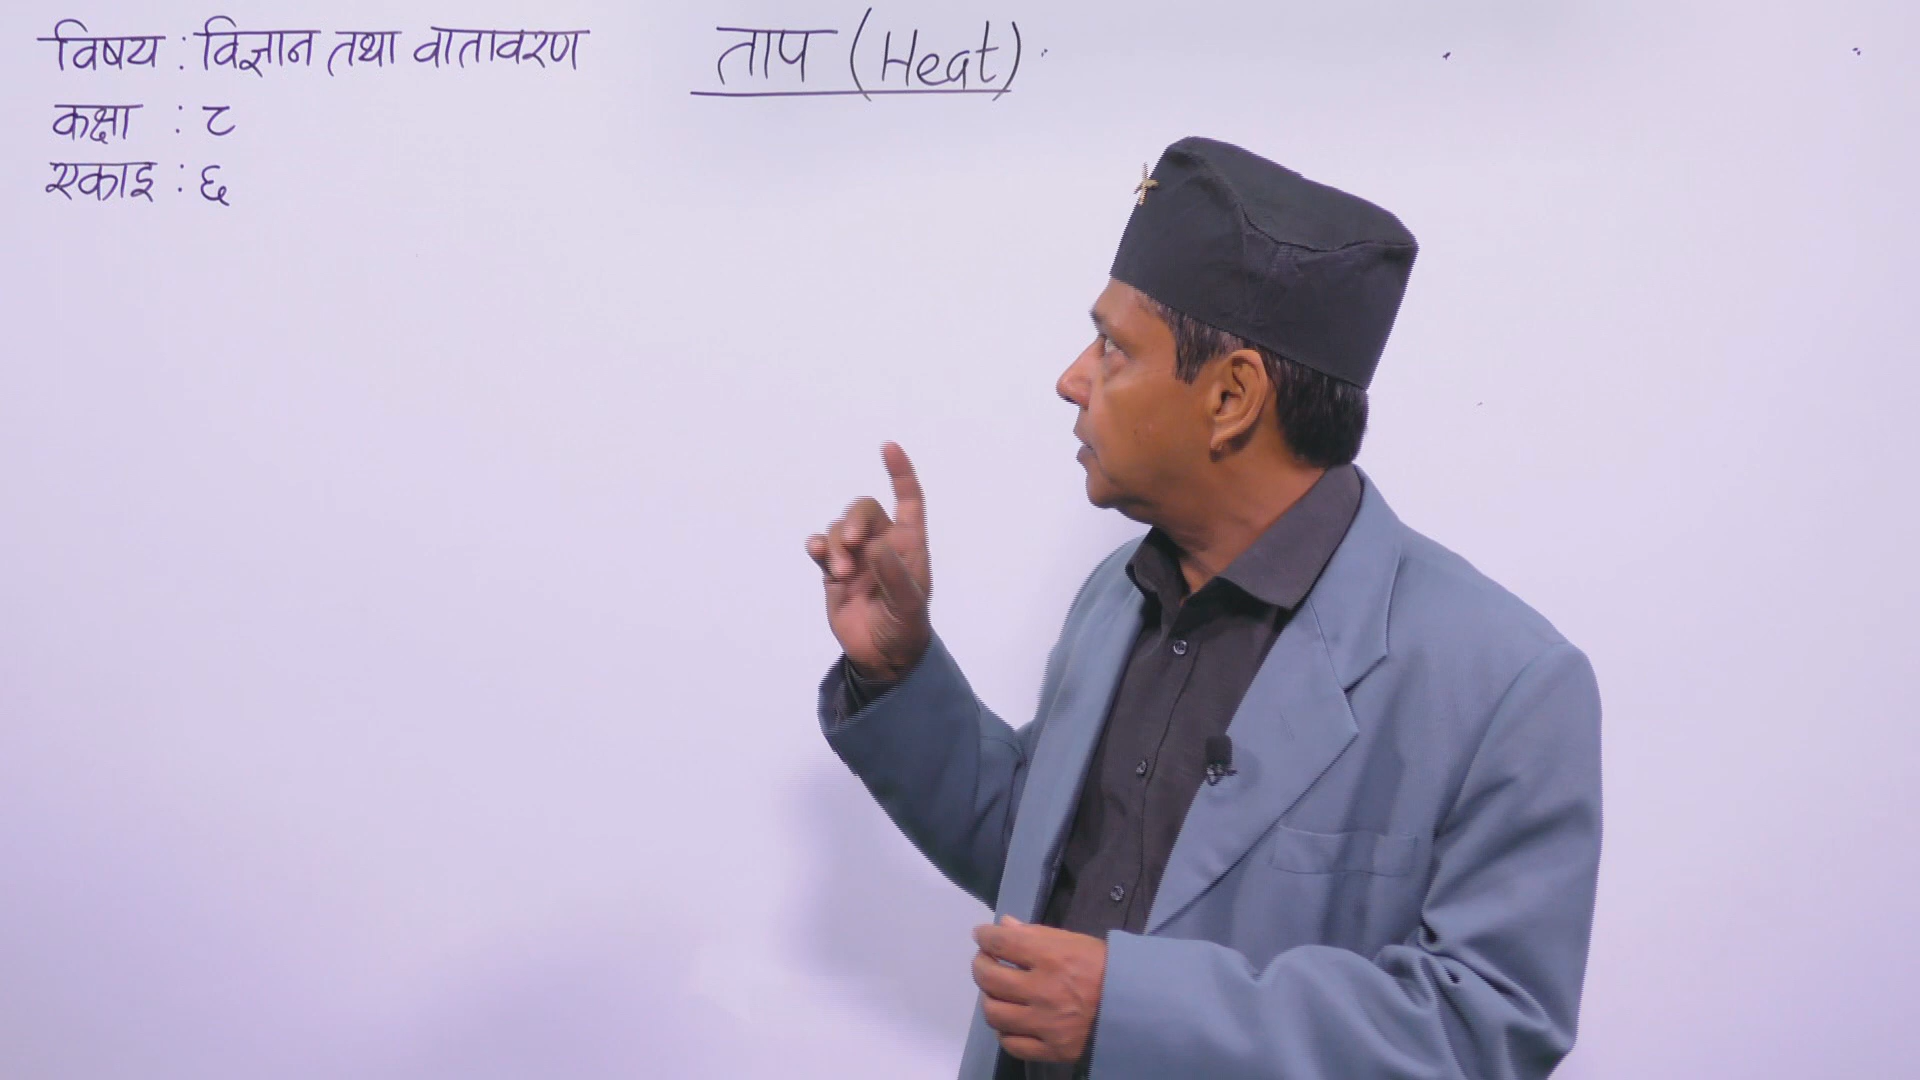 विषय : विज्ञान तथा वातावरण
ताप (Heat)
कक्षा : ८
एकाइ : ६